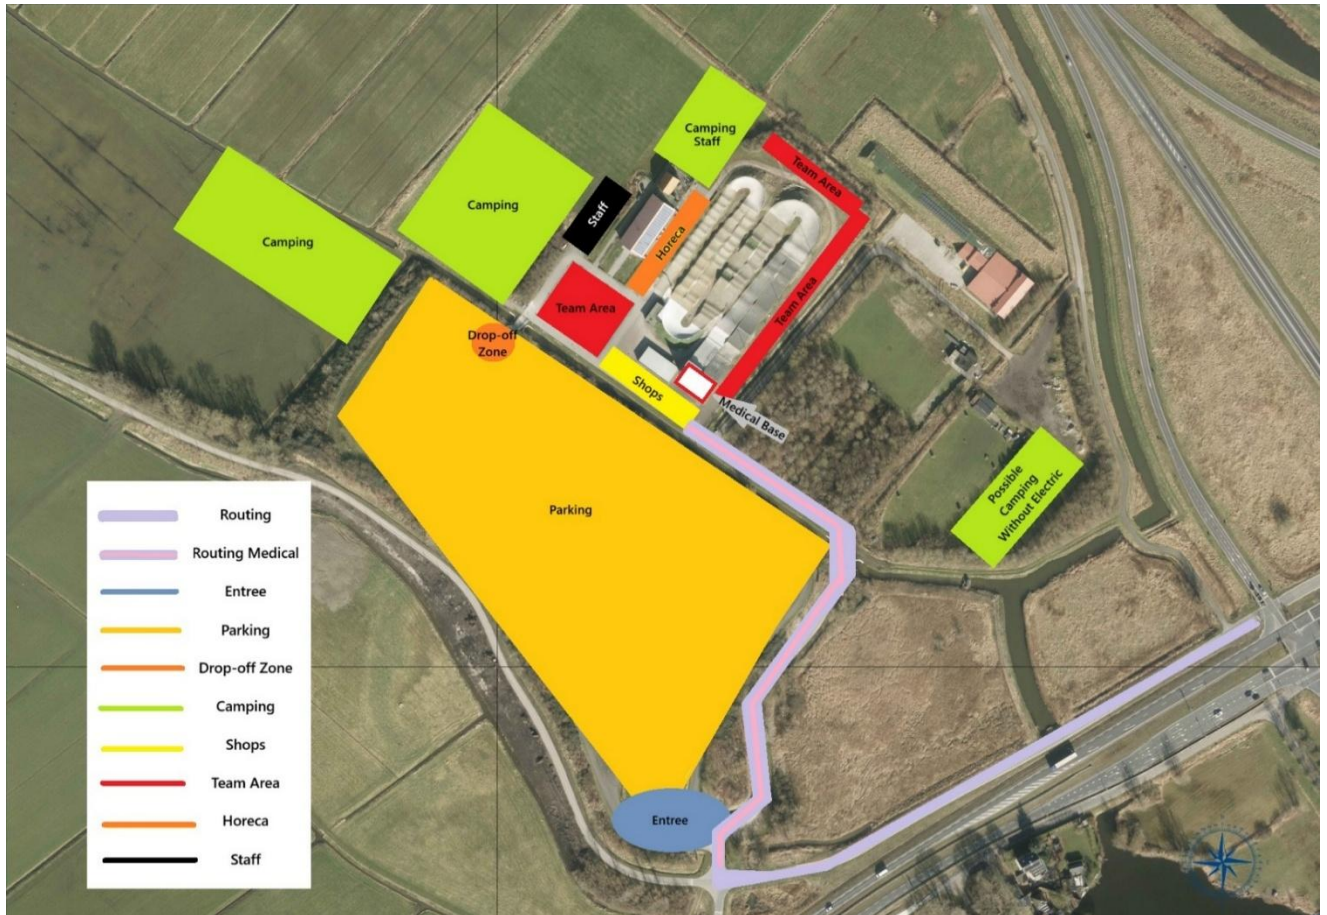 Camping
Staff
Team Area
Camping
Staff
Camping
Horeca
Team Area
Team Area
Drop-off
Zone
Shops
Medical Base
Possible
Camping
Without Electric
Parking
Entree
Routing
Routing Medical
Entree
Parking
Drop-off Zone
Camping
Shops
Team Area
Horeca
Staff